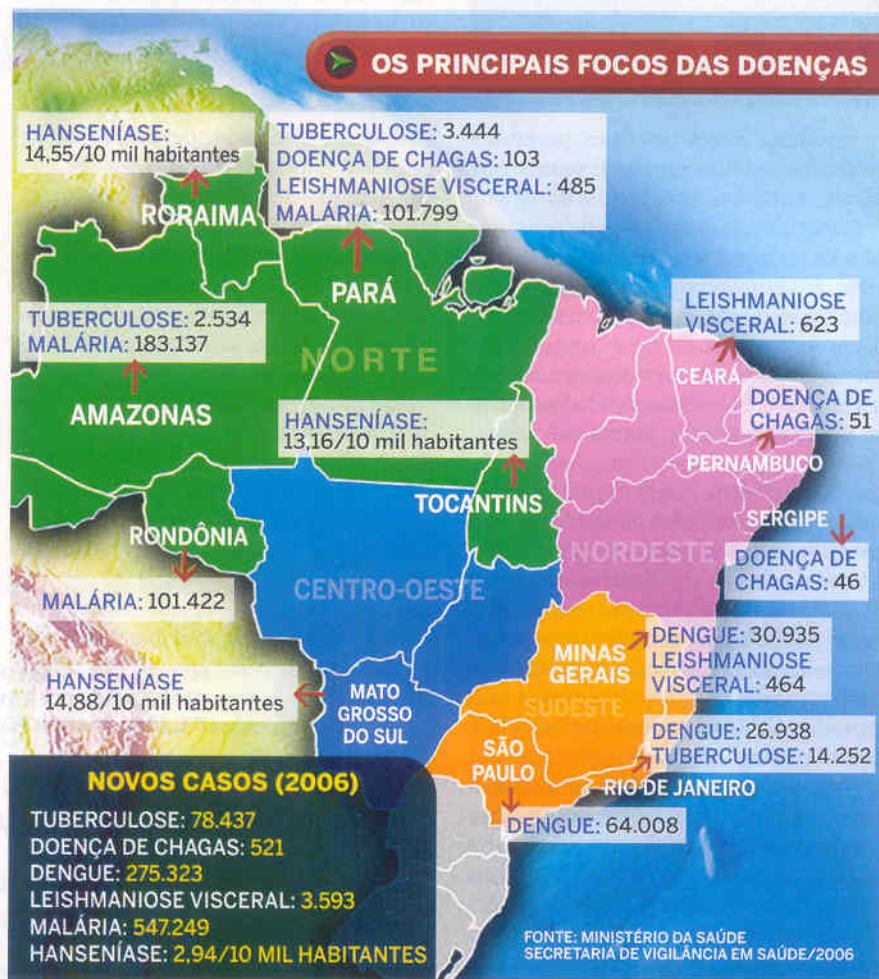 OS PRINCIPAIS FOCOS DAS DOENÇAS
HANSENÍASE:
14,55/10 mil habitantes
RORAIMA
TUBERCULOSE: 3.444
DOENÇA DE CHAGAS: 103
LEISHMANIOSE VISCERAL: 485
MALÁRIA: 101.799
PARÁ
NORTE
TUBERCULOSE: 2.534
MALÁRIA: 183.137
AMAZONAS
LEISHMANIOSE
VISCERAL: 623
CEARÁ
DOENÇA DE
CHAGAS: 51
PERNAMBUCO
HANSENÍASE:
13,16/10 mil habitantes
TOCANTINS
RONDÔNIA
MALÁRIA: 101.422
SERGIPE
DOENÇA DE
CHAGAS: 46
NORDESTE
CENTRO-OESTE
HANSENÍASE
14,88/10 mil habitantes
MATO
GROSSO
DO SUL
MINAS
GERAIS
SUDESTE
DENGUE: 30.935
LEISHMANIOSE
VISCERAL: 464
DENGUE: 26.938
TUBERCULOSE: 14.252
RIO DE JANEIRO
SÃO
PAULO
DENGUE: 64.008
NOVOS CASOS (2006)
TUBERCULOSE: 78.437
DOENÇA DE CHAGAS: 521
DENGUE: 275.323
LEISHMANIOSE VISCERAL: 3.593
MALÁRIA: 547.249
HANSENÍASE: 2,94/10 MIL HABITANTES
FONTE: MINISTÉRIO DA SAÚDE
SECRETARIA DE VIGILÂNCIA EM SAÚDE/2006